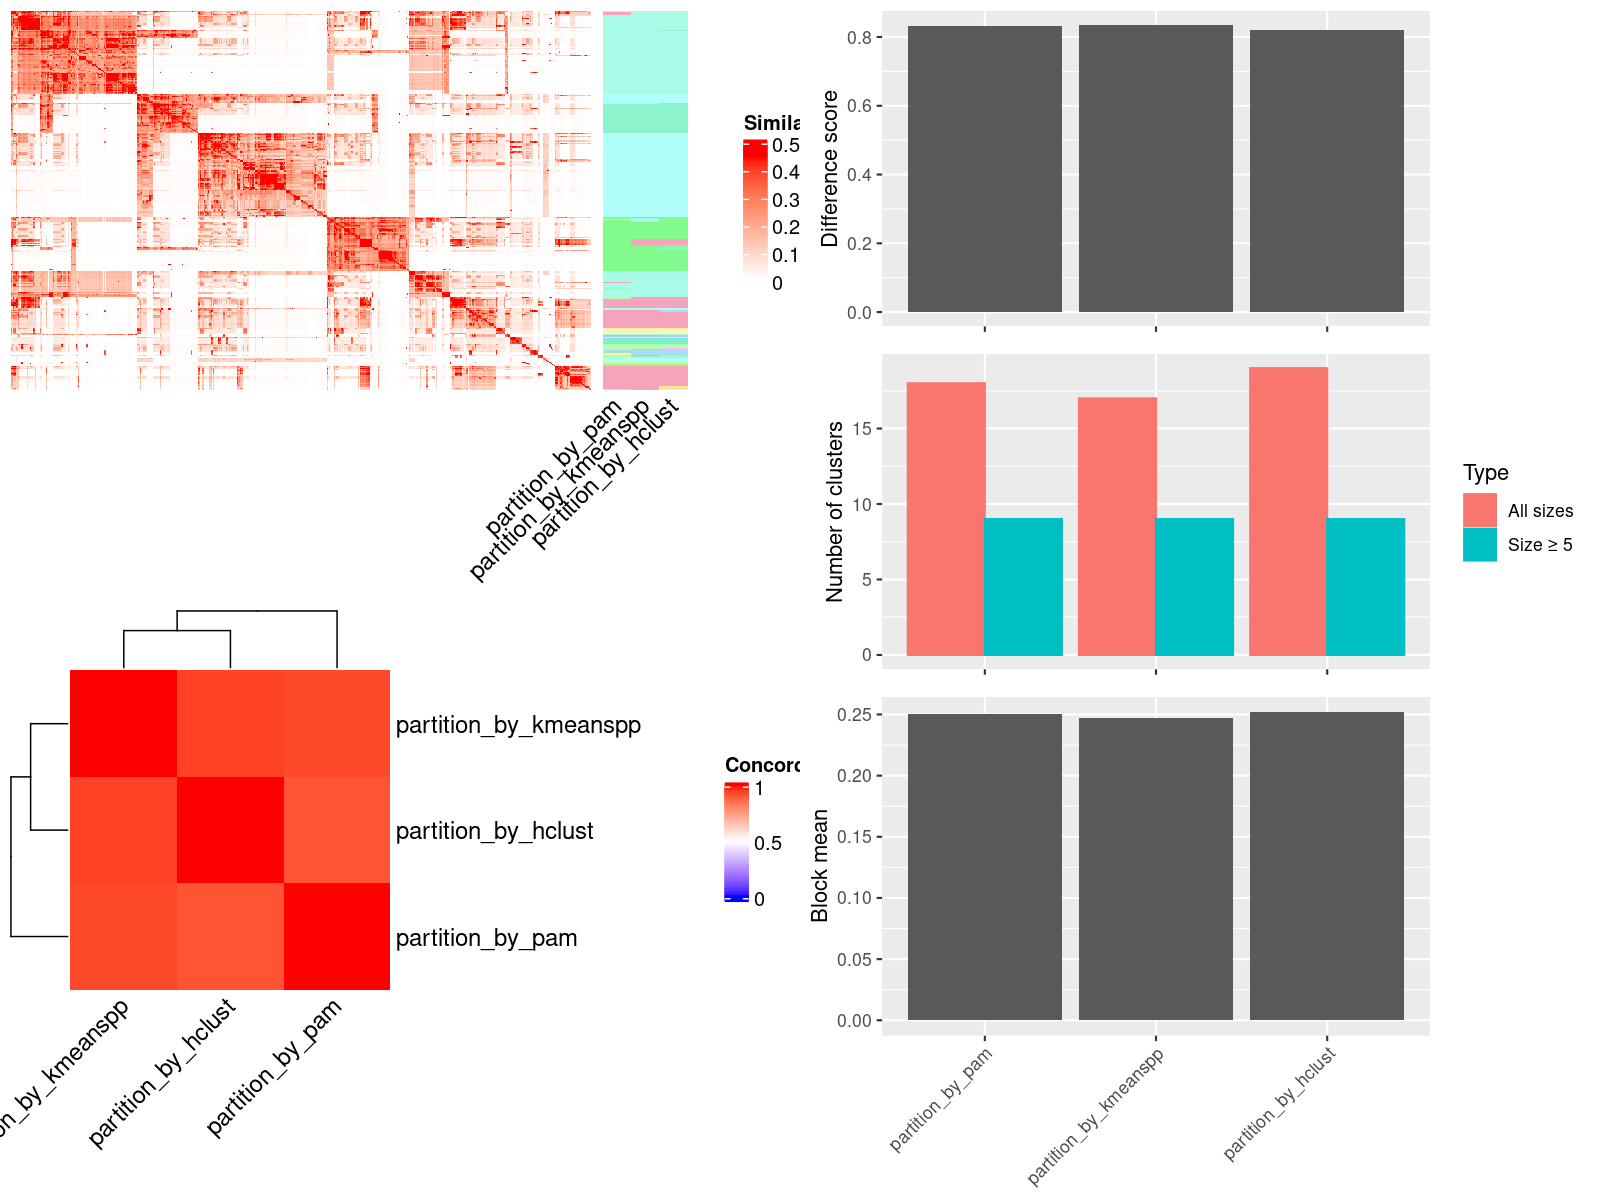 Simila
0.5
0.4
0.3
0.2
0.1
0
partition_by_pam
partition_by_kmeanspp
partition_by_hclust
partition_by_kmeanspp
partition_by_hclust
partition_by_pam
Concord
1
0.5
0
on_by_kmeanspp
partition_by_hclust
partition_by_pam
Difference score
0.8
0.6
0.4
0.2
0.0
Number of clusters
15
10
5
0
Type
All sizes
Size ≥ 5
Block mean
0.25
0.20
0.15
0.10
0.05
0.00
partition_by_pam
partition_by_kmeanspp
partition_by_hclust